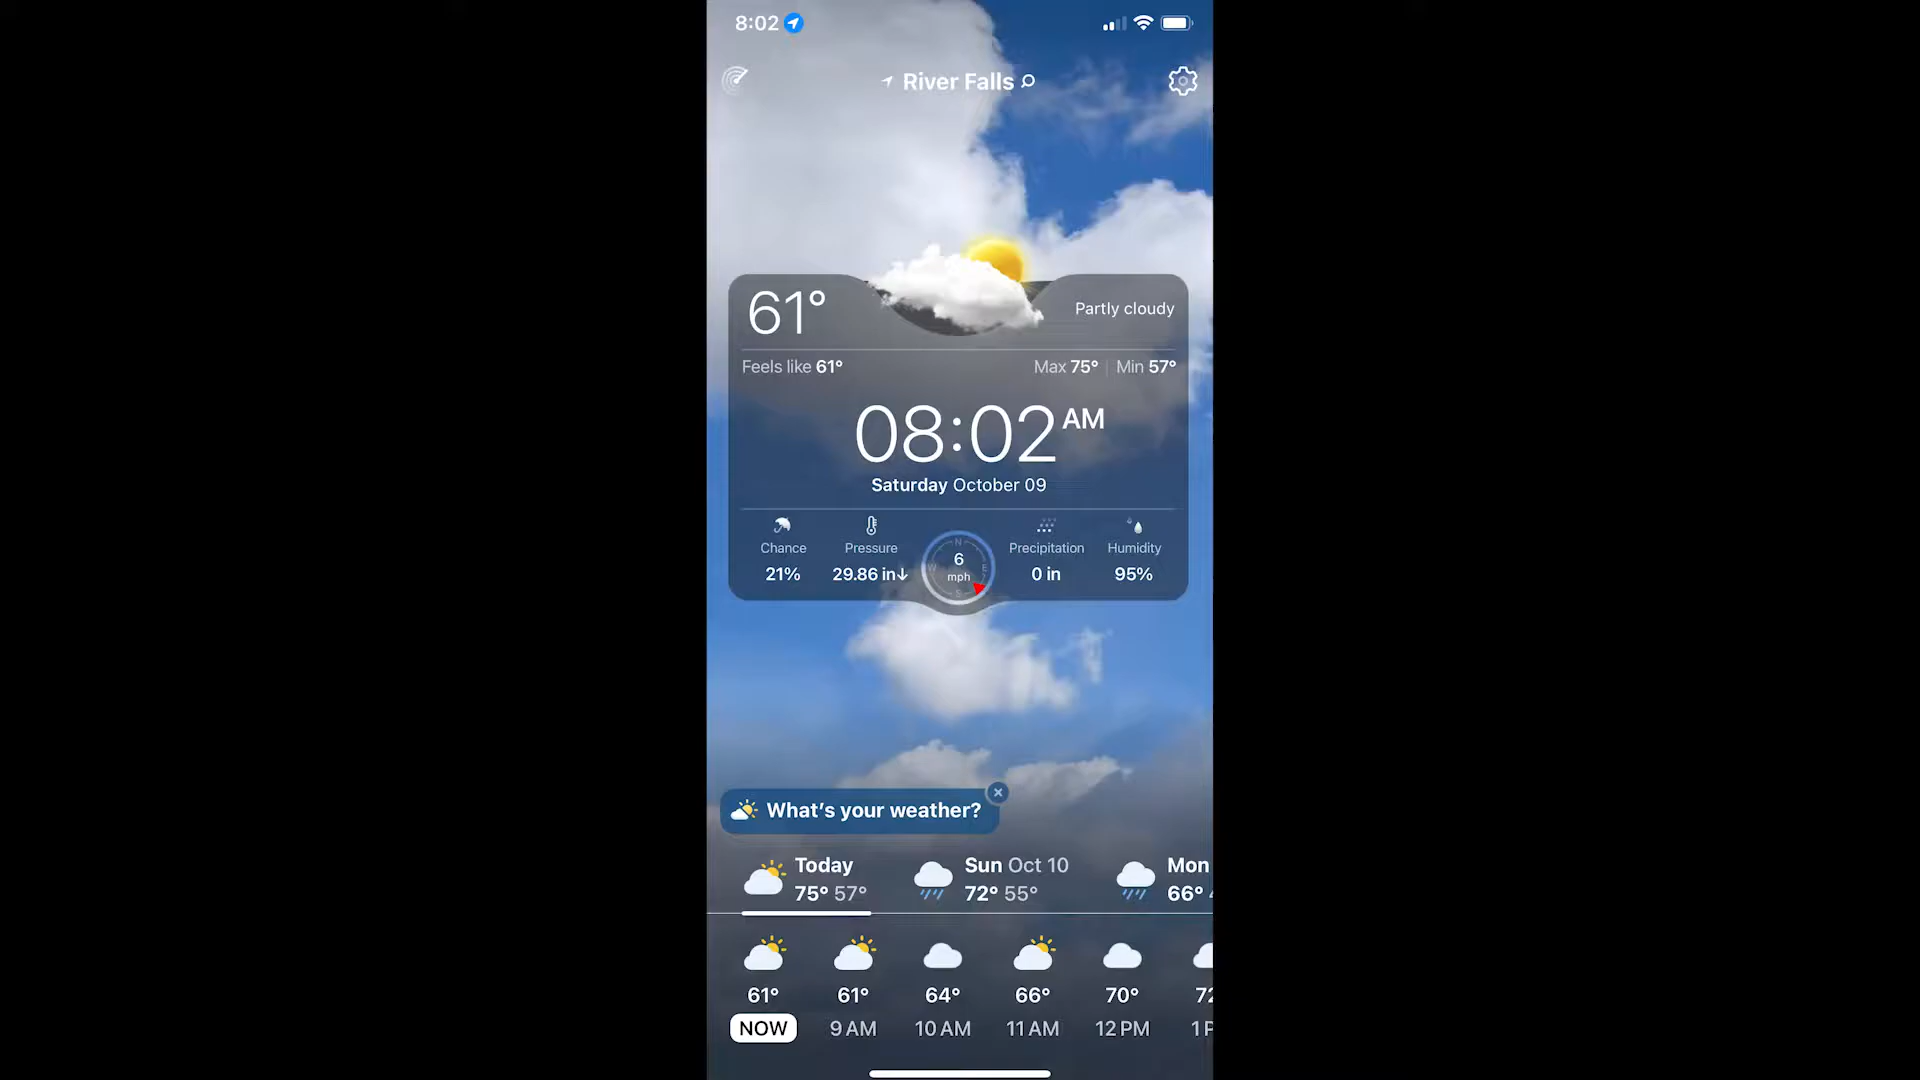 8:02
River Falls
61°
Partly cloudy
Feels like 61°
Max 75° | Min 57°
08:02 AM
Saturday October 09
Chance
21%
Pressure
29.86 in↓
N
W
E
S
6
mph
Precipitation
0 in
Humidity
95%
What's your weather?
Today
75° 57°
Sun Oct 10
72° 55°
Mon
66°
61°
61°
64°
66°
70°
72
NOW
9 AM
10 AM
11 AM
12 PM
1 P